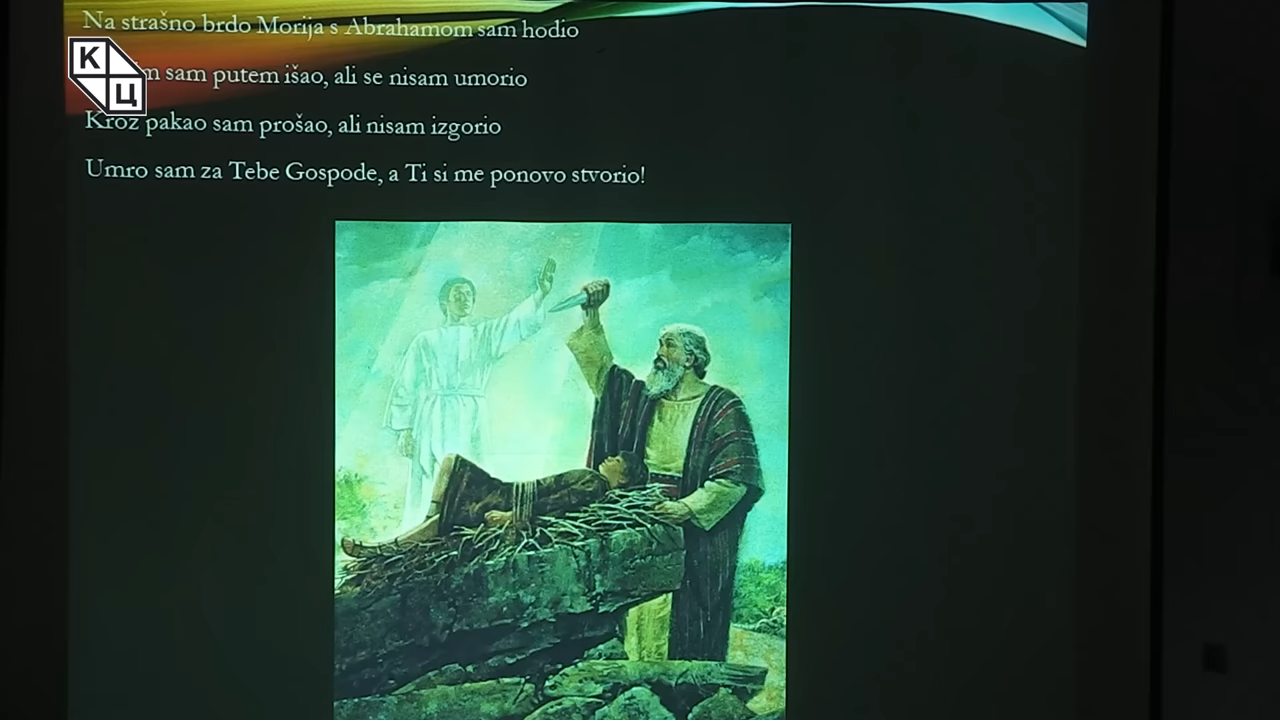 Na strašno brdo Morija s Abrahamom sam hodio
К
Ц
sam putem išao, ali se nisam umorio
Kroz pakao sam prošao, ali nisam izgorio
Umro sam za Tebe Gospode, a Ti si me ponovo stvorio!